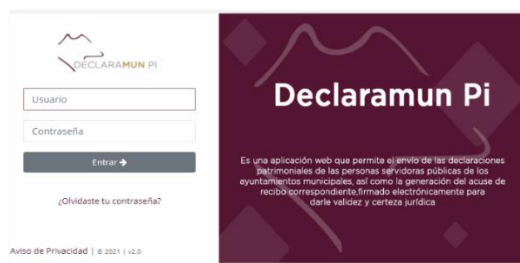 DECLARAMUN PI
Usuario
Contraseña
Entrar →
¿Olvidaste tu contraseña?
Aviso de Privacidad | © 2021 | v2.0
Declaramun Pi
Es una aplicación web que permite el envío de las declaraciones
patrimoniales de las personas servidoras públicas de los
ayuntamientos municipales, así como la generación del acuse de
recibo correspondiente,firmado electrónicamente para
darle validez y certeza jurídica